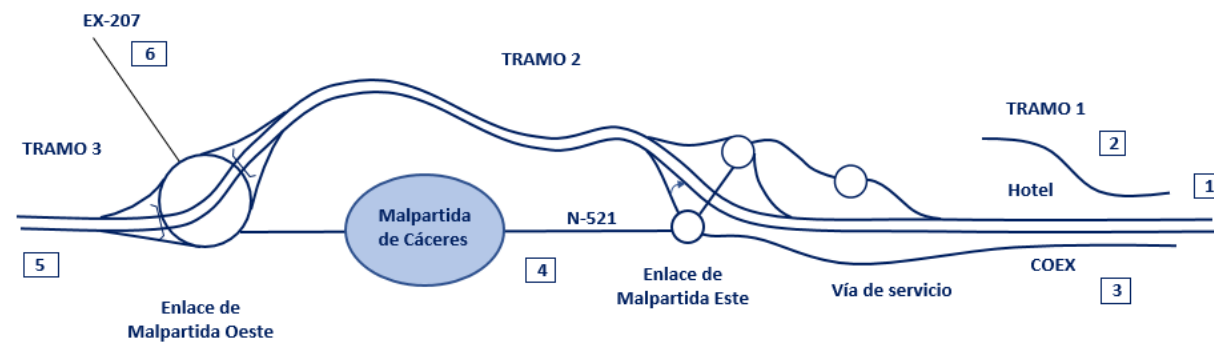 EX-207
6
TRAMO 2
TRAMO 1
2
TRAMO 3
1
Hotel
Malpartida
de Cáceres
N-521
5
4
Enlace de
Malpartida Este
COEX
3
Vía de servicio
Enlace de
Malpartida Oeste